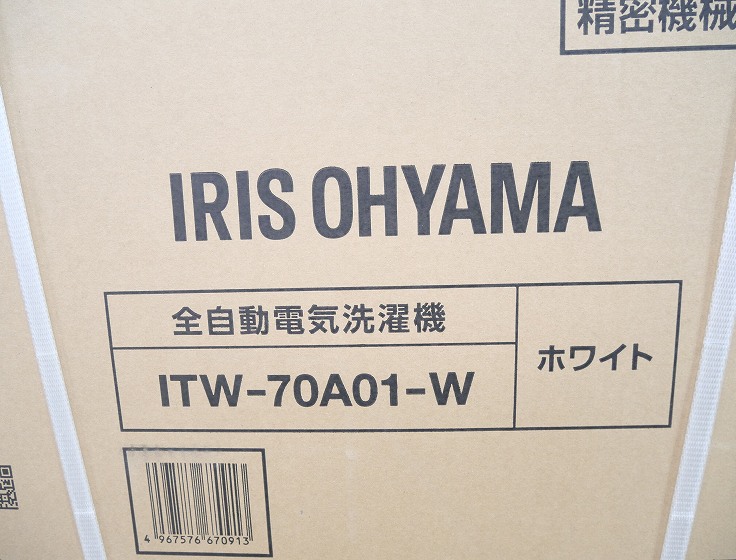 精密機械
IRIS OHYAMA
全自動電気洗濯機
ITW-70A01-W
ホワイト
4 967576 670913